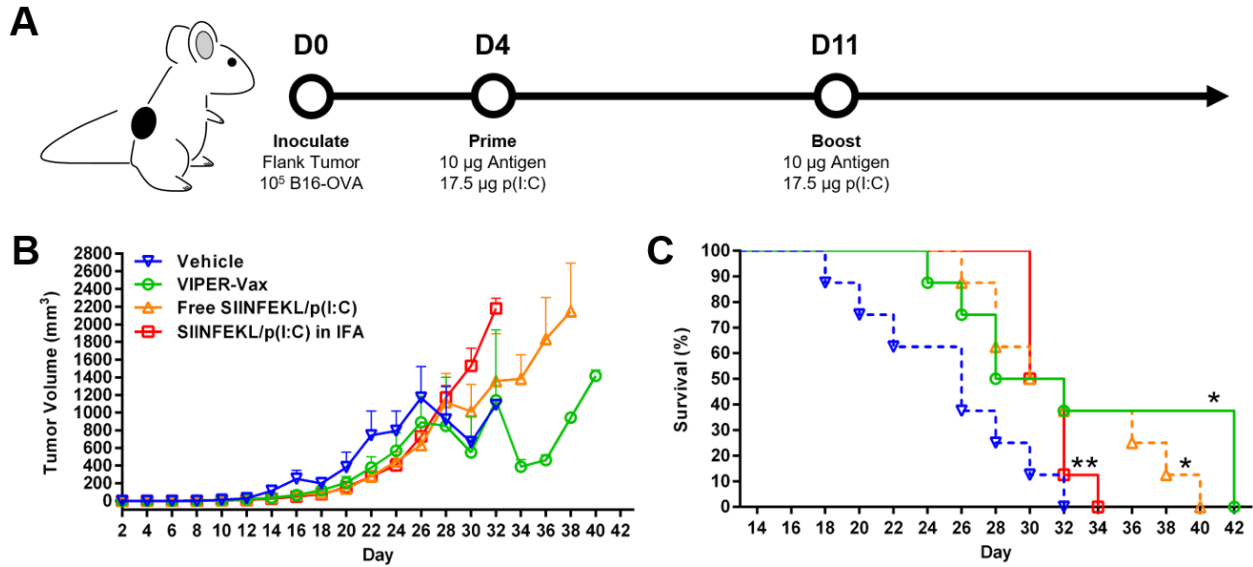 A
D0
D4
D11
Inoculate
Flank Tumor
10⁵ B16-OVA
Prime
10 µg Antigen
17.5 µg p(I:C)
Boost
10 µg Antigen
17.5 µg p(I:C)
B
Tumor Volume (mm³)
2800
2600
2400
2200
2000
1800
1600
1400
1200
1000
800
600
400
200
0
Vehicle
VIPER-Vax
Free SIINFEKL/p(I:C)
SIINFEKL/p(I:C) in IFA
2 4 6 8 10 12 14 16 18 20 22 24 26 28 30 32 34 36 38 40 42
Day
C
Survival (%)
100
90
80
70
60
50
40
30
20
10
0
*
**
*
14 16 18 20 22 24 26 28 30 32 34 36 38 40 42
Day